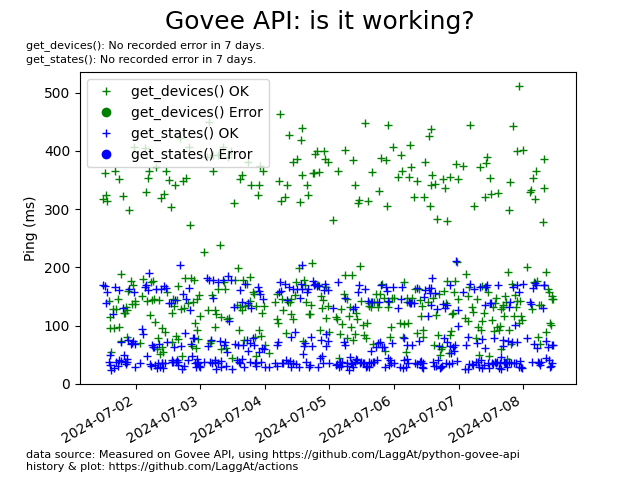 Govee API: is it working?
get_devices(): No recorded error in 7 days.
get_states(): No recorded error in 7 days.
get_devices() OK
get_devices() Error
get_states() OK
get_states() Error
Ping (ms)
500
400
300
200
100
0
2024-07-02
2024-07-03
2024-07-04
2024-07-05
2024-07-06
2024-07-07
2024-07-08
data source: Measured on Govee API, using https://github.com/LaggAt/python-govee-api
history & plot: https://github.com/LaggAt/actions